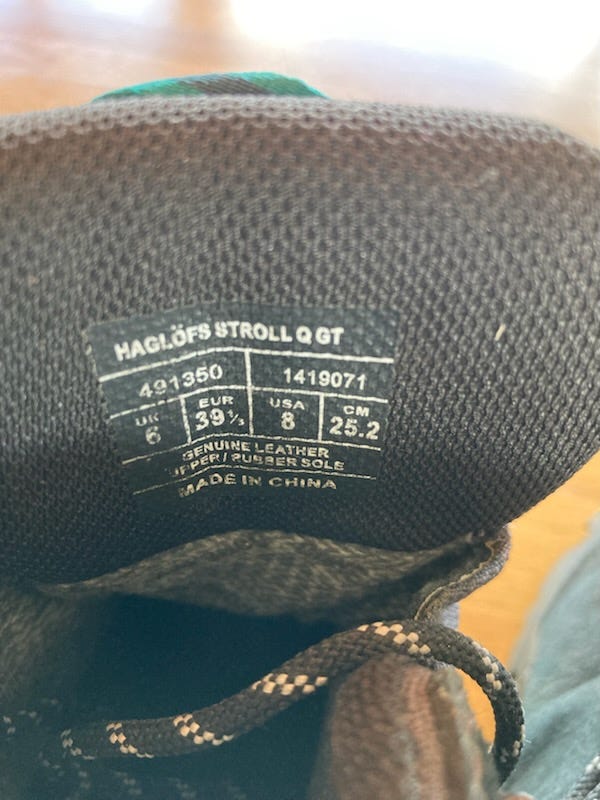 HAGLÖFS STROLL Q GT
491350 1419071
UK EUR USA CM
6 39⅓ 8 25.2
GENUINE LEATHER
UPPER / RUBBER SOLE
MADE IN CHINA